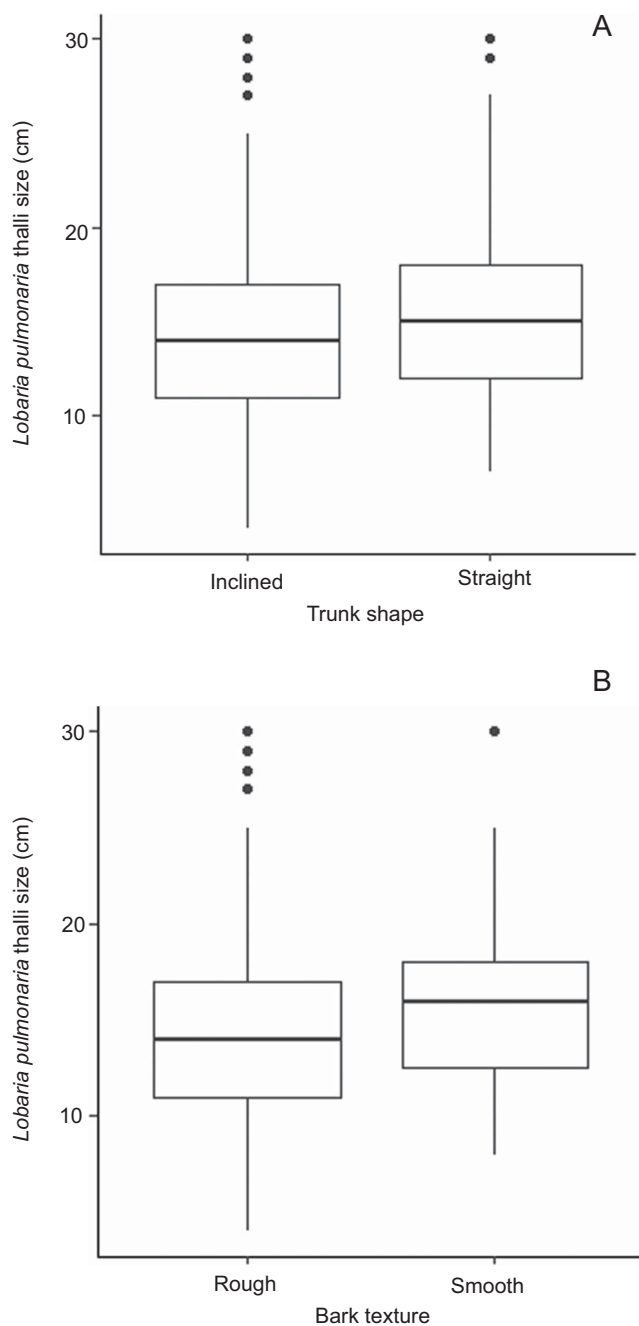 A
30
20
10
Lobaria pulmonaria thalli size (cm)
Inclined Straight
Trunk shape
B
30
20
10
Lobaria pulmonaria thalli size (cm)
Rough Smooth
Bark texture